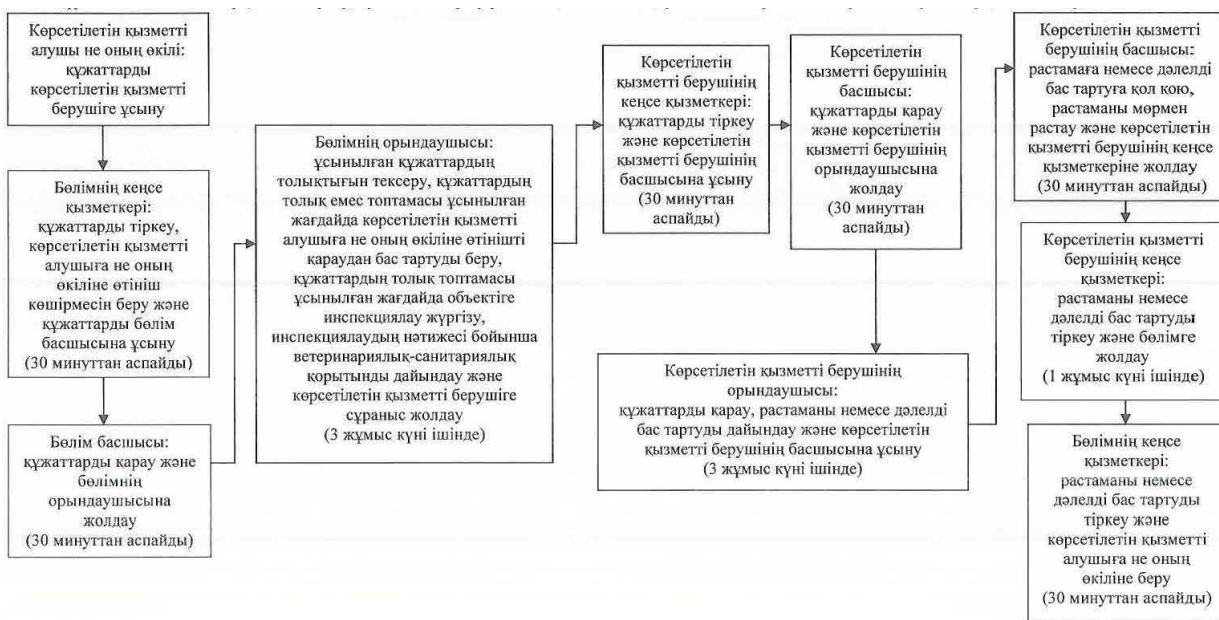 Көрсетілетін қызметті
алушы не оның өкілі:
құжаттарды
көрсетілетін қызметті
берушіге ұсыну
Бөлімнің кеңсе
қызметкері:
құжаттарды тіркеу,
көрсетілетін қызметті
алушыға не оның
өкіліне өтініш
көшірмесін беру және
құжаттарды бөлім
басшысына ұсыну
(30 минуттан аспайды)
Бөлім басшысы:
құжаттарды қарау және
бөлімнің
орындаушысына
жолдау
(30 минуттан аспайды)
Бөлімнің орындаушысы:
ұсынылған құжаттардың
толықтығын тексеру, құжаттардың
толық емес топтамасы ұсынылған
жағдайда көрсетілетін қызметті
алушыға не оның өкіліне өтінішті
қараудан бас тартуды беру,
құжаттардың толық топтамасы
ұсынылған жағдайда объектіге
инспекциялау жүргізу,
инспекциялаудың нәтижесі бойынша
ветеринариялық-санитариялық
қорытынды дайындау және
көрсетілетін қызметті берушіге
сұраныс жолдау
(3 жұмыс күні ішінде)
Көрсетілетін
қызметті берушінің
кеңсе қызметкері:
құжаттарды тіркеу
және көрсетілетін
қызметті берушінің
басшысына ұсыну
(30 минуттан
аспайды)
Көрсетілетін
қызметті берушінің
басшысы:
құжаттарды қарау
және көрсетілетін
қызметті берушінің
орындаушысына
жолдау
(30 минуттан
аспайды)
Көрсетілетін қызметті берушінің
орындаушысы:
құжаттарды қарау, растаманы немесе дәлелді
бас тартуды дайындау және көрсетілетін
қызметті берушінің басшысына ұсыну
(3 жұмыс күні ішінде)
Көрсетілетін қызметті
берушінің басшысы:
растамаға немесе дәлелді
бас тартуға қол кою,
растаманы мөрмен
растау және көрсетілетін
қызметті берушінің кеңсе
қызметкеріне жолдау
(30 минуттан аспайды)
Көрсетілетін қызметті
берушінің кеңсе
қызметкері:
растаманы немесе
дәлелді бас тартуды
тіркеу және бөлімге
жолдау
(1 жұмыс күні ішінде)
Бөлімнің кеңсе
қызметкері:
растаманы немесе
дәлелді бас тартуды
тіркеу және
көрсетілетін қызметті
алушыға не оның
өкіліне беру
(30 минуттан аспайды)